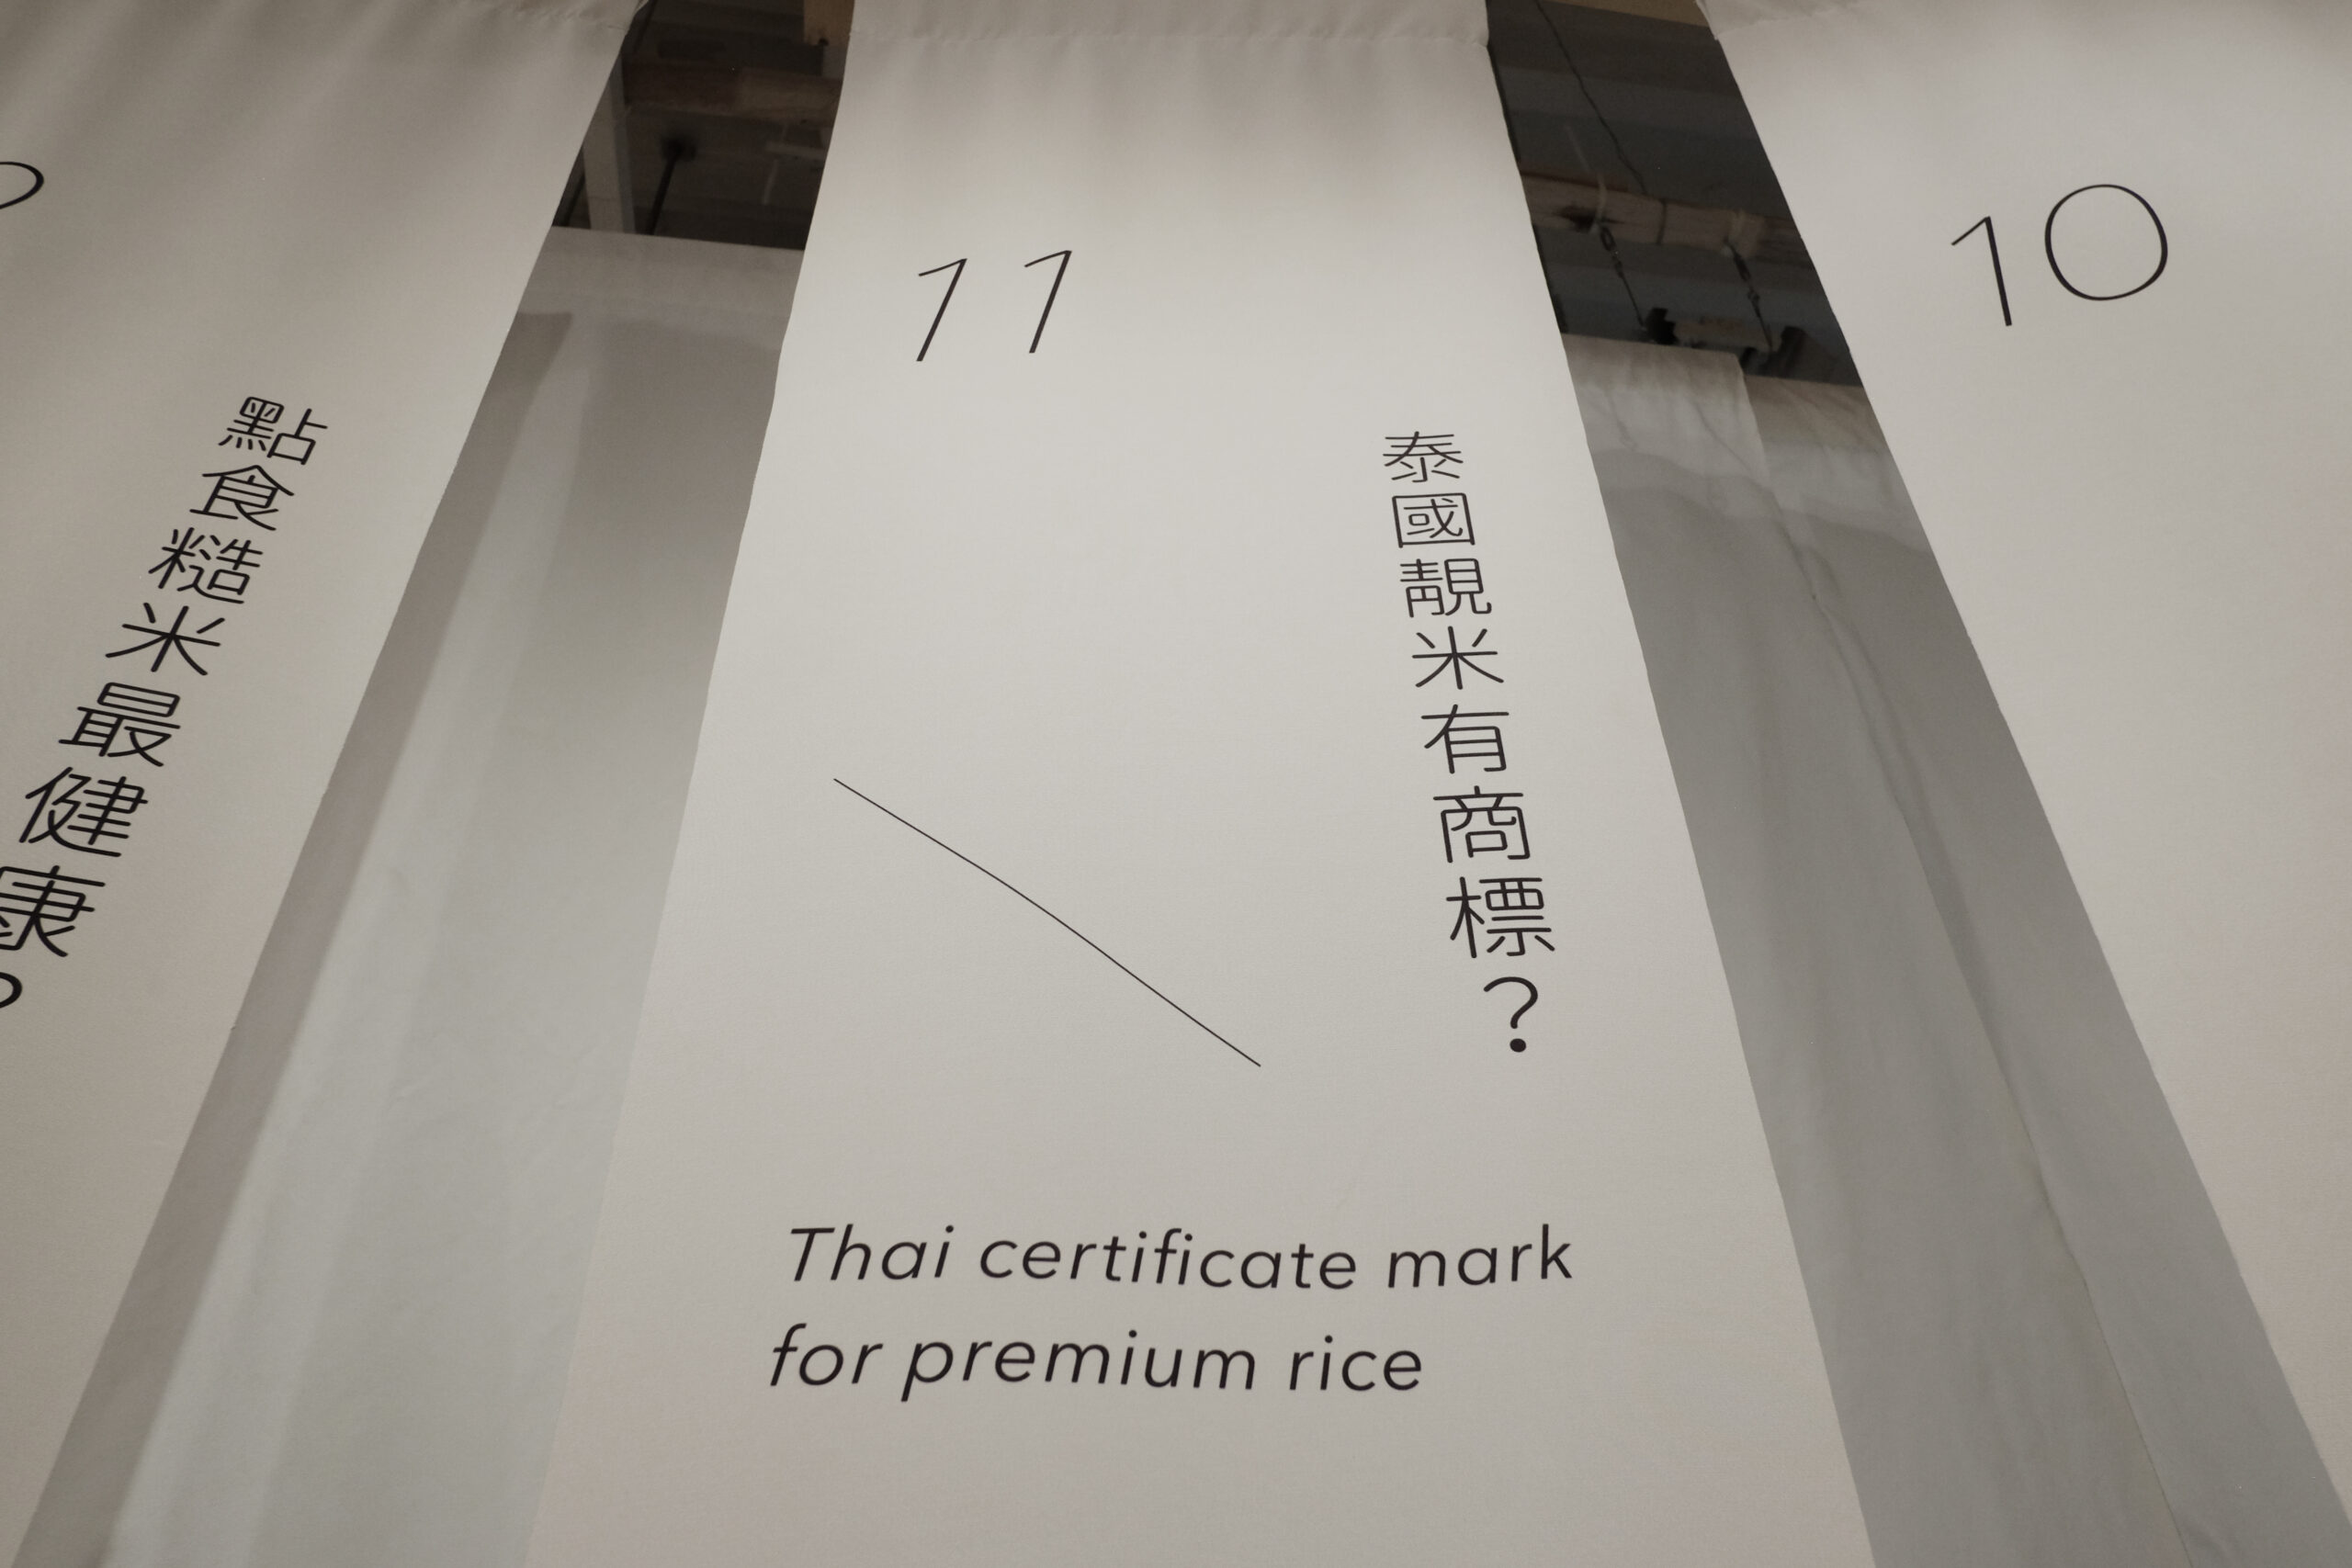 點食糙米最健康?
11
泰國靚米有商標?
Thai certificate mark
for premium rice
10